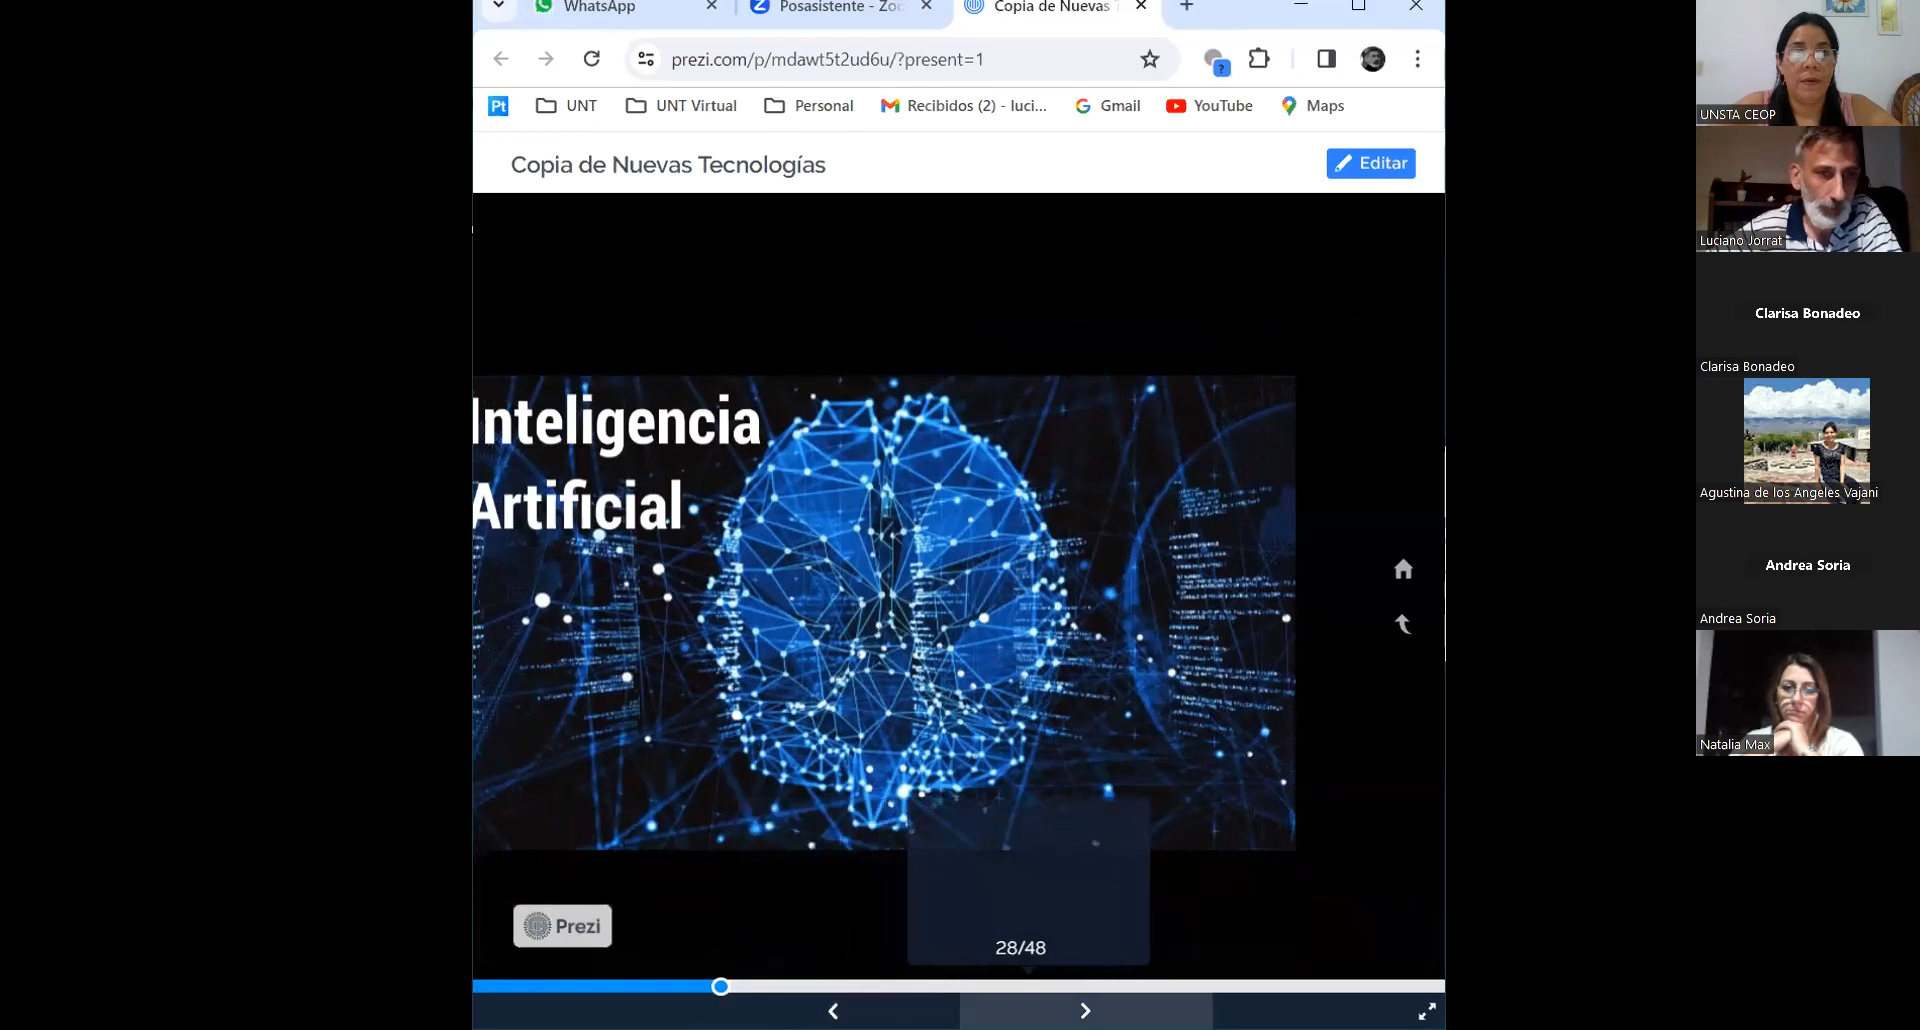 WhatsApp
Posasistente - Zoo
Copia de Nuevas T
prezi.com/p/mdawt5t2ud6u/?present=1
Pt
UNT
UNT Virtual
Personal
Recibidos (2) - luci...
Gmail
YouTube
Maps
Copia de Nuevas Tecnologías
Editar
Inteligencia
Artificial
Prezi
28/48
UNSTA CEOP
Luciano Jorrat
Clarisa Bonadeo
Clarisa Bonadeo
Agustina de los Angeles Vajani
Andrea Soria
Andrea Soria
Natalia Max